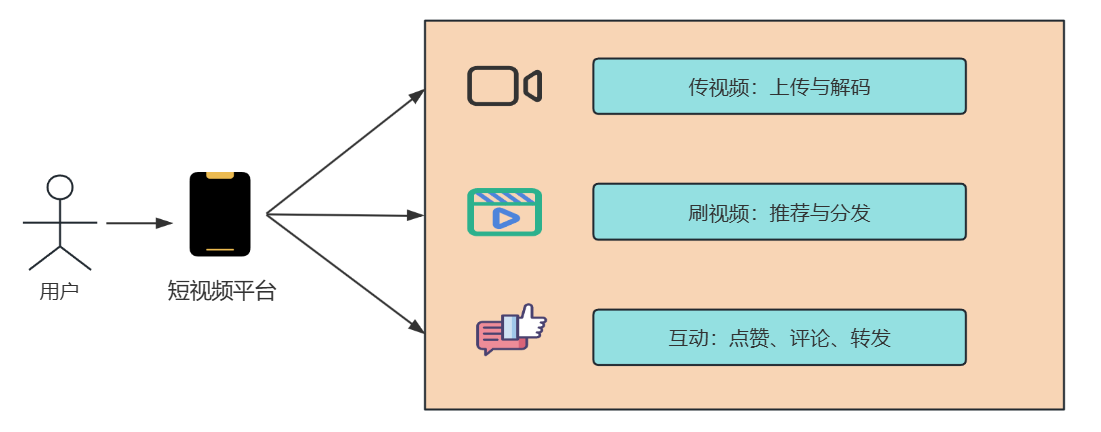 传视频：上传与解码
刷视频：推荐与分发
用户
短视频平台
互动：点赞、评论、转发